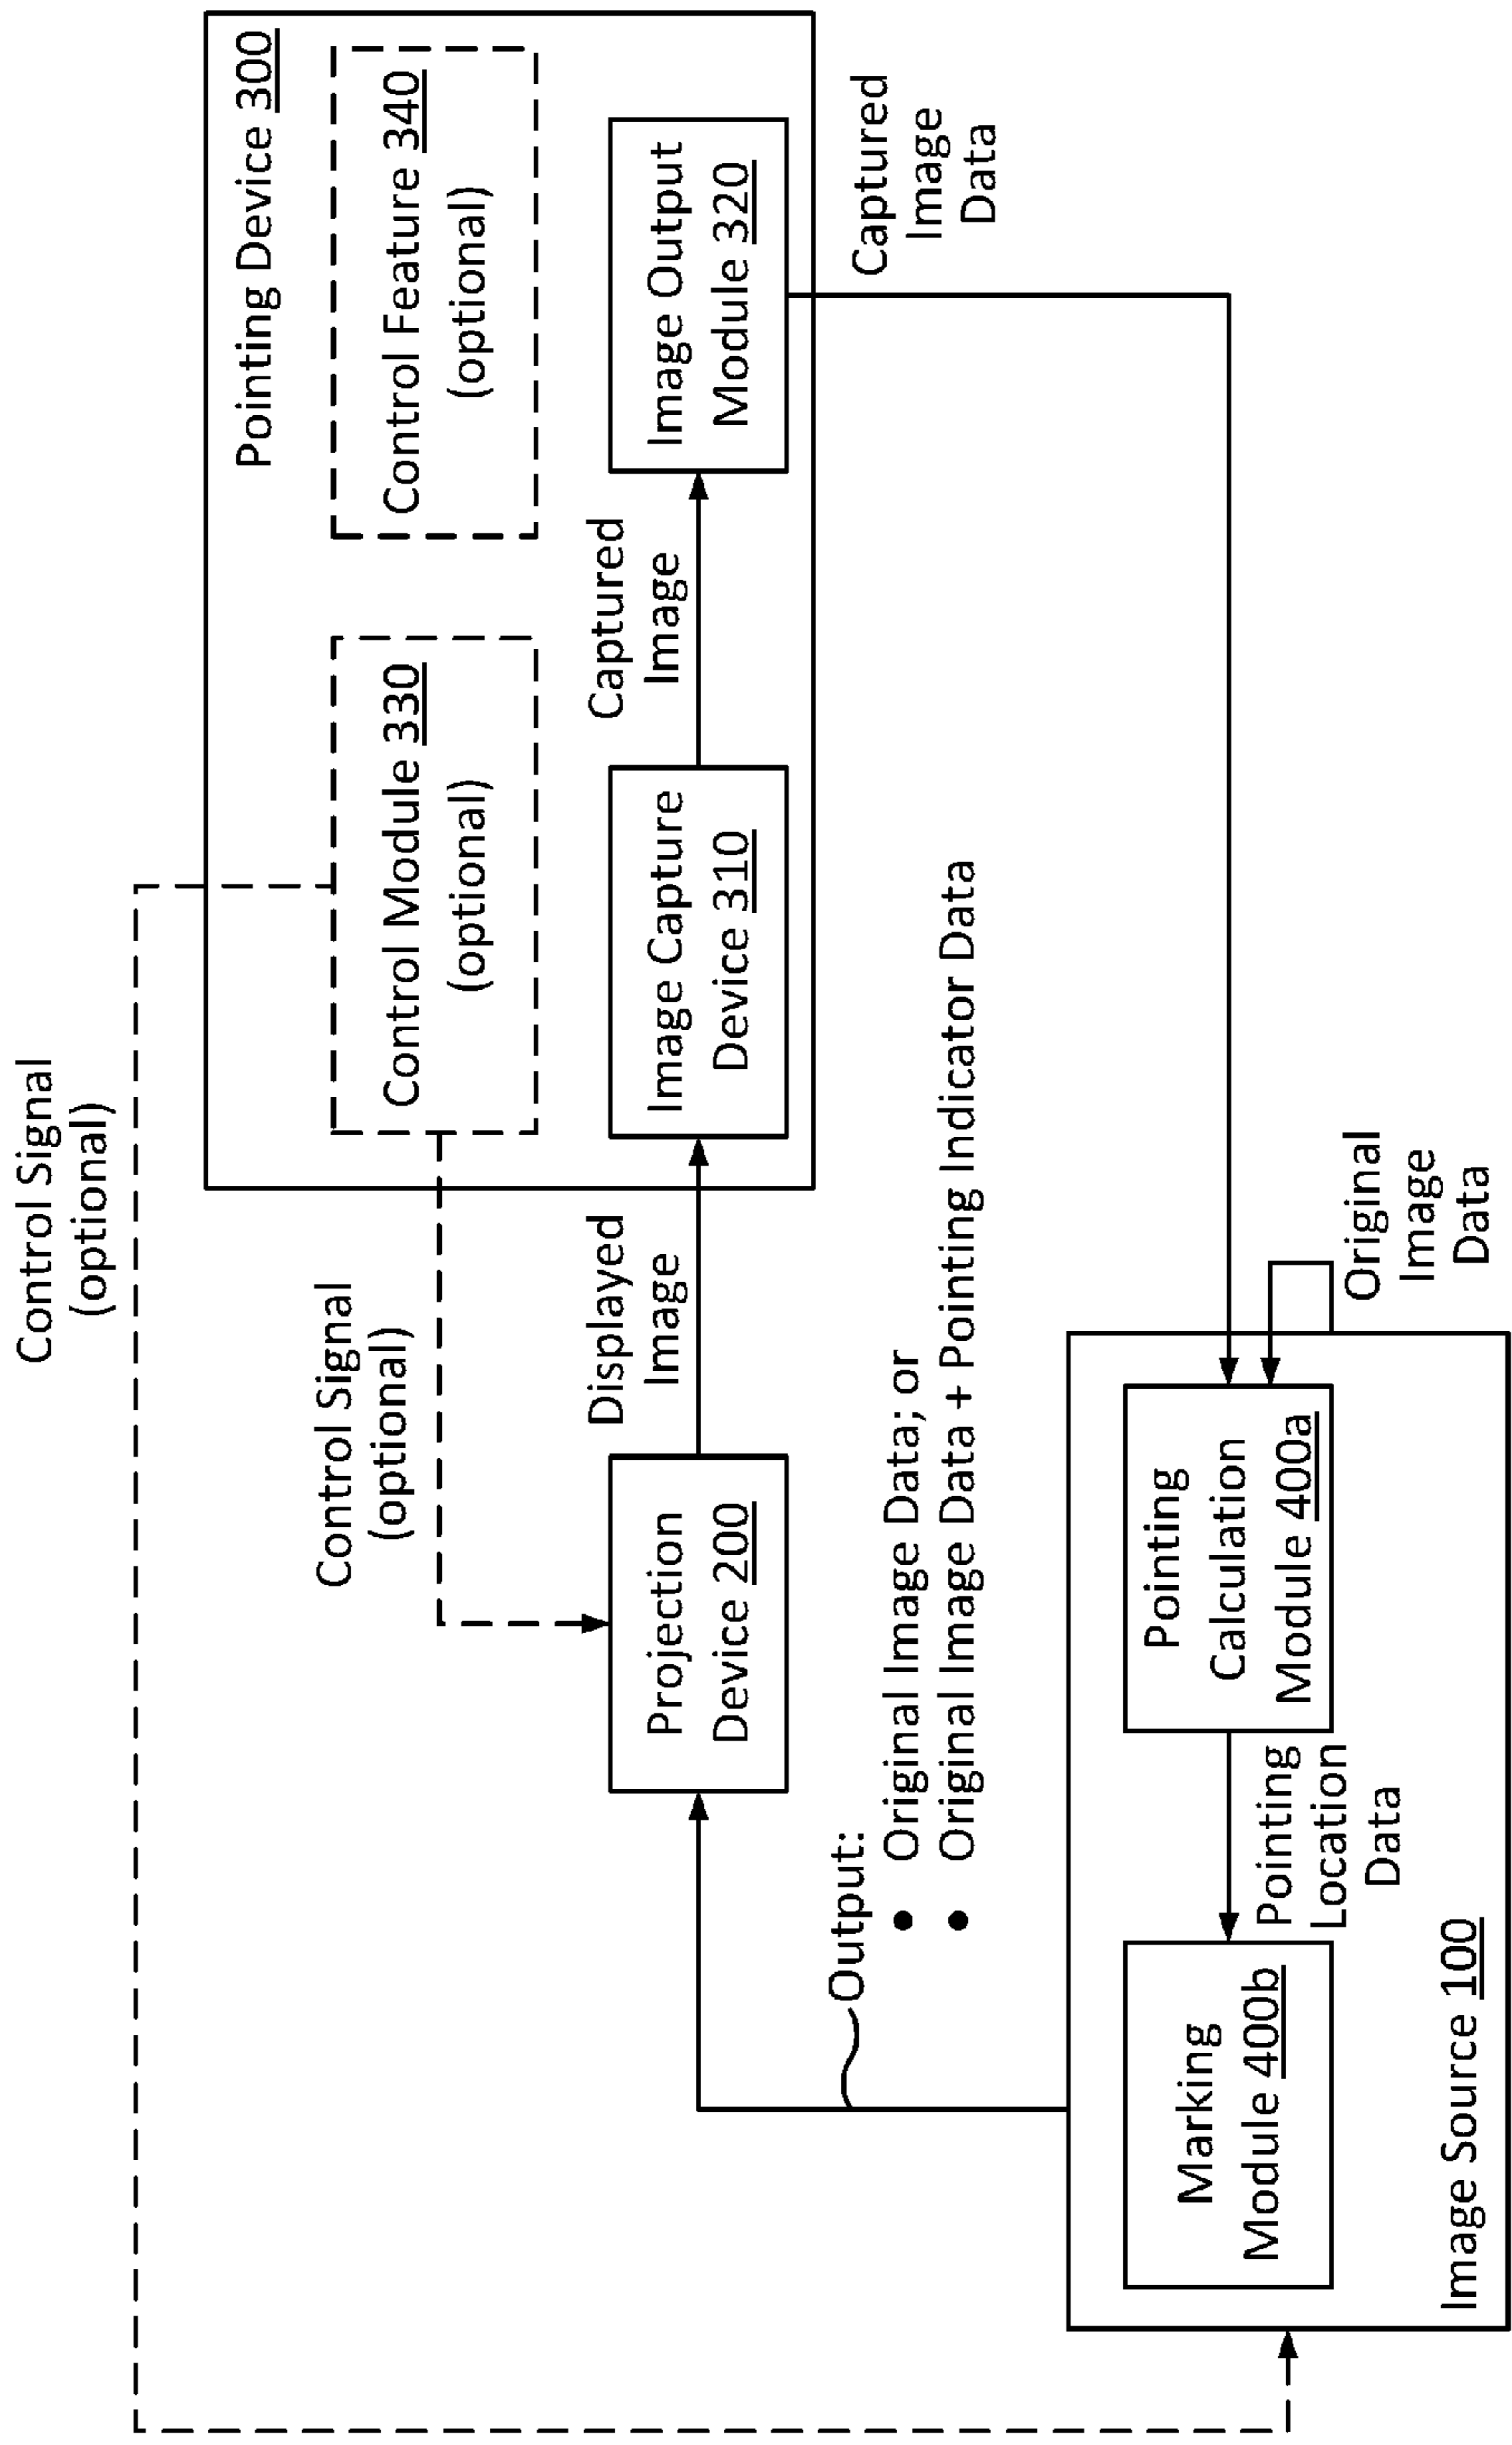 Control Signal
(optional)
Control Signal
(optional)
Pointing Device 300
Control Module 330
(optional)
Control Feature 340
(optional)
Projection
Device 200
Displayed
Image
Image Capture
Device 310
Captured
Image
Image Output
Module 320
Captured
Image
Data
Output:
• Original Image Data; or
• Original Image Data + Pointing Indicator Data
Marking
Module 400b
Pointing
Location
Data
Pointing
Calculation
Module 400a
Original
Image
Data
Image Source 100